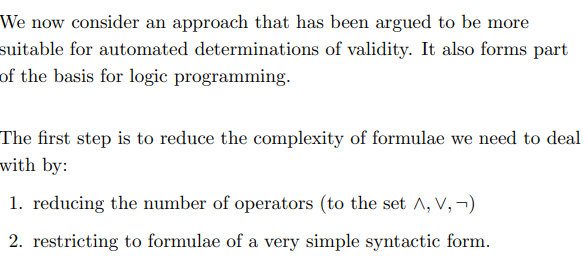 We now consider an approach that has been argued to be more
suitable for automated determinations of validity. It also forms part
of the basis for logic programming.
The first step is to reduce the complexity of formulae we need to deal
with by:
1. reducing the number of operators (to the set ∧, ∨, ¬)
2. restricting to formulae of a very simple syntactic form.